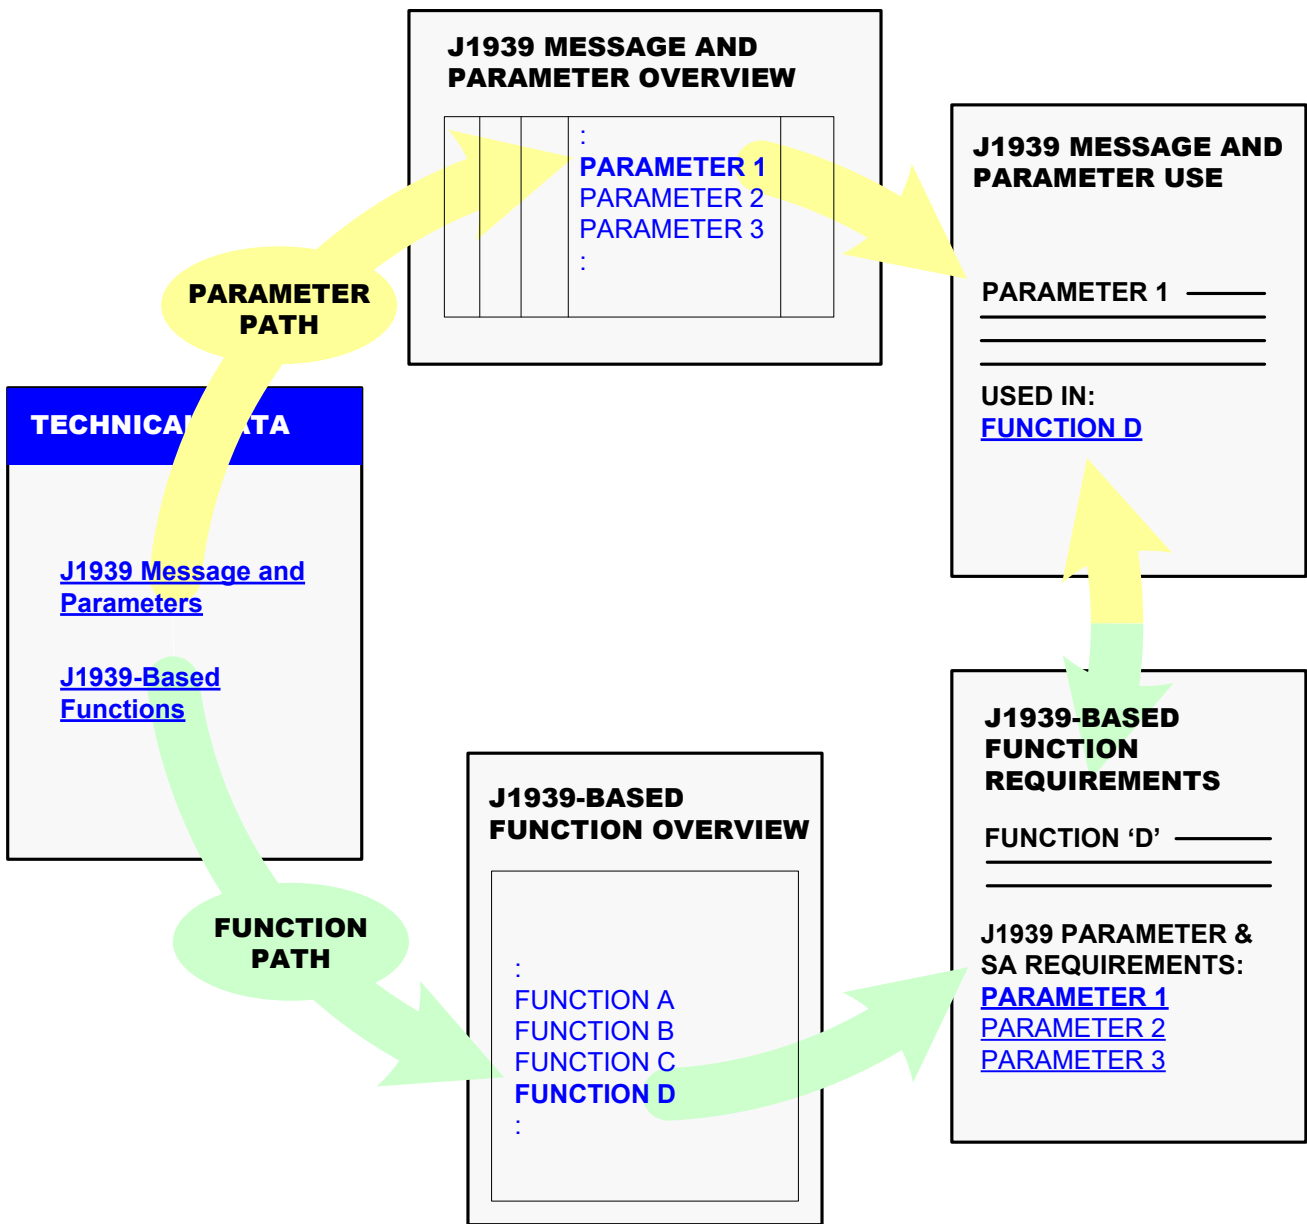 J1939 MESSAGE AND
PARAMETER OVERVIEW
:
PARAMETER 1
PARAMETER 2
PARAMETER 3
:
J1939 MESSAGE AND
PARAMETER USE
PARAMETER 1
USED IN:
FUNCTION D
PARAMETER
PATH
TECHNICA ATA
J1939 Message and
Parameters
J1939-Based
Functions
FUNCTION
PATH
J1939-BASED
FUNCTION OVERVIEW
:
FUNCTION A
FUNCTION B
FUNCTION C
FUNCTION D
:
J1939-BASED
FUNCTION
REQUIREMENTS
FUNCTION ‘D’
J1939 PARAMETER &
SA REQUIREMENTS:
PARAMETER 1
PARAMETER 2
PARAMETER 3